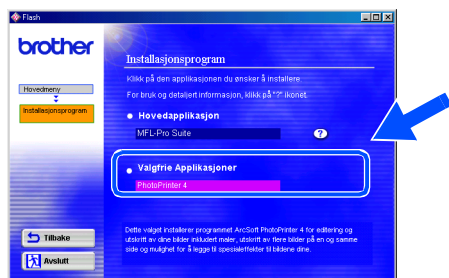 Flash
brother
Installasjonsprogram
Klikk på den applikasjonen du ønsker å installere.
For bruk og detaljert informasjon, klikk på "?" ikonet.
Hovedmeny
Installasjonsprogram
Hovedapplikasjon
MFL-Pro Suite
?
Valgfrie Applikasjoner
PhotoPrinter 4
Dette valget installerer programmet ArcSoft PhotoPrinter 4 for editering og
utskrift av dine bilder inkludert maler, utskrift av flere bilder på en og samme
side og mulighet for å legge til spesialeffekter til bildene dine.
Tilbake
Avslutt